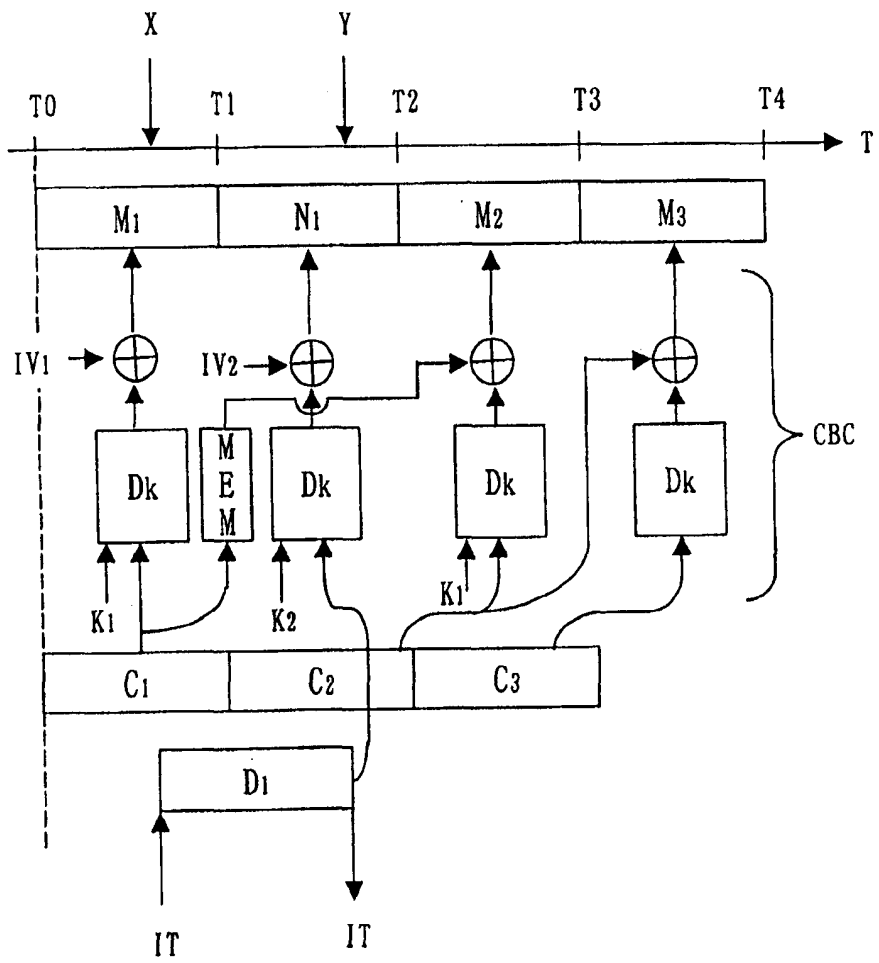 X Y
T0 T1 T2 T3 T4
T
M1 N1 M2 M3
IV1 IV2
CBC
Dk MEM Dk Dk Dk
K1 K2 K1
C1 C2 C3
D1
IT IT